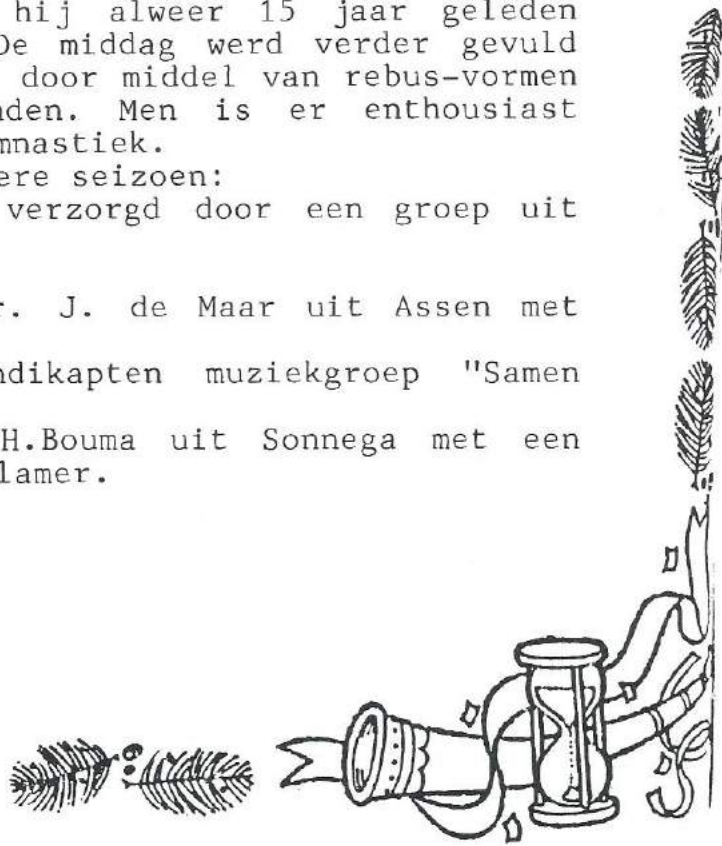 hij alweer 15 jaar geleden
De middag werd verder gevuld
door middel van rebus-vormen
nden. Men is er enthousiast
mnastiek.
ere seizoen:
verzorgd door een groep uit
r. J. de Maar uit Assen met
ndikapten muziekgroep "Samen
H.Bouma uit Sonnega met een
lamer.